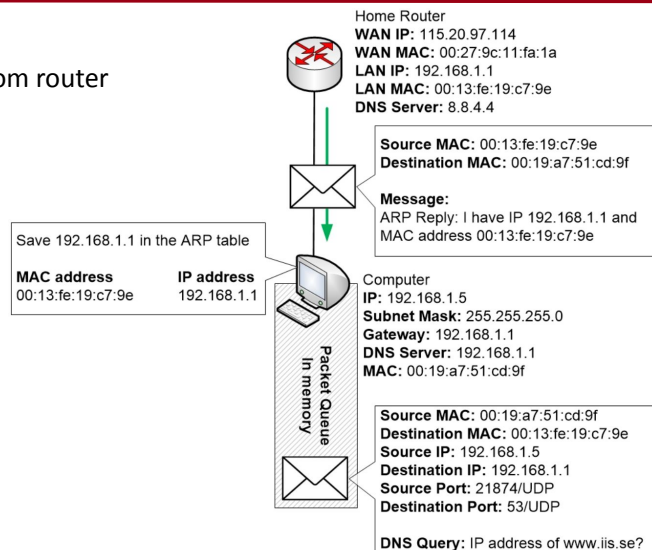 om router
Home Router
WAN IP: 115.20.97.114
WAN MAC: 00:27:9c:11:fa:1a
LAN IP: 192.168.1.1
LAN MAC: 00:13:fe:19:c7:9e
DNS Server: 8.8.4.4
Source MAC: 00:13:fe:19:c7:9e
Destination MAC: 00:19:a7:51:cd:9f
Message:
ARP Reply: I have IP 192.168.1.1 and
MAC address 00:13:fe:19:c7:9e
Save 192.168.1.1 in the ARP table
MAC address IP address
00:13:fe:19:c7:9e 192.168.1.1
Computer
IP: 192.168.1.5
Subnet Mask: 255.255.255.0
Gateway: 192.168.1.1
DNS Server: 192.168.1.1
MAC: 00:19:a7:51:cd:9f
Packet Queue
In memory
Source MAC: 00:19:a7:51:cd:9f
Destination MAC: 00:13:fe:19:c7:9e
Source IP: 192.168.1.5
Destination IP: 192.168.1.1
Source Port: 21874/UDP
Destination Port: 53/UDP
DNS Query: IP address of www.iis.se?